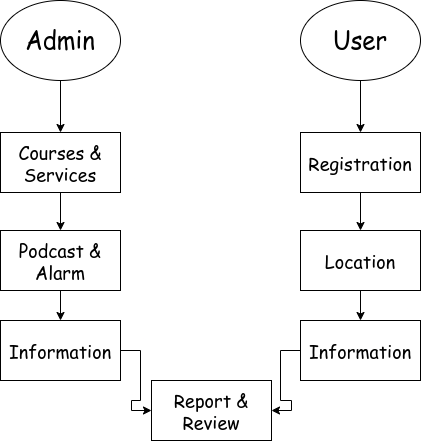 Admin
User
Courses &
Services
Registration
Podcast &
Alarm
Location
Information
Information
Report &
Review